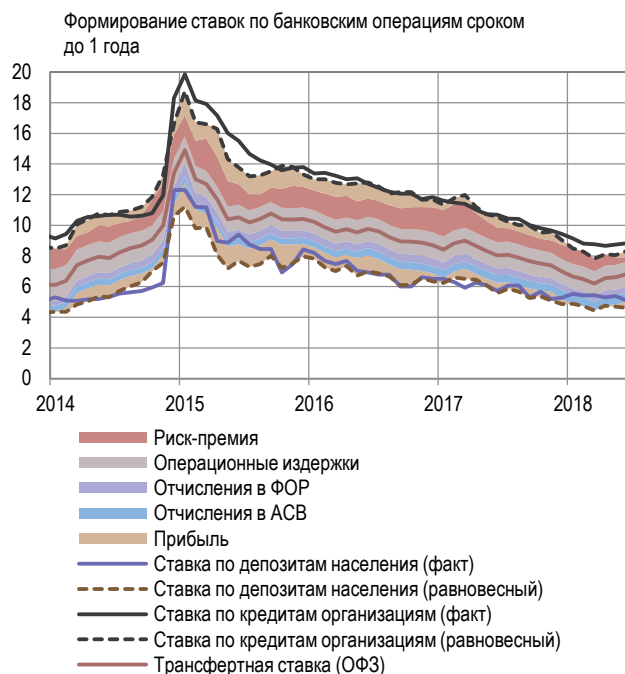 Формирование ставок по банковским операциям сроком
до 1 года
20
18
16
14
12
10
8
6
4
2
0
2014 2015 2016 2017 2018
Риск-премия
Операционные издержки
Отчисления в ФОР
Отчисления в АСВ
Прибыль
Ставка по депозитам населения (факт)
Ставка по депозитам населения (равновесный)
Ставка по кредитам организациям (факт)
Ставка по кредитам организациям (равновесный)
Трансфертная ставка (ОФЗ)